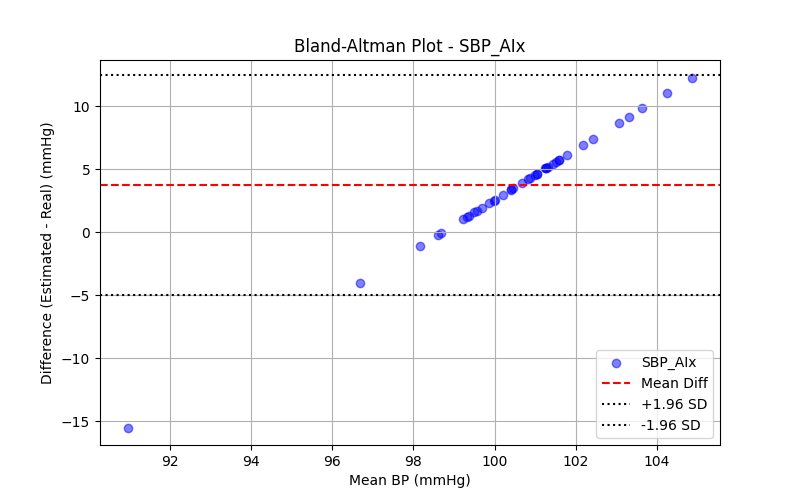 Bland-Altman Plot - SBP_AIx
Difference (Estimated - Real) (mmHg)
10
5
0
−5
−10
−15
SBP_AIx
Mean Diff
+1.96 SD
-1.96 SD
92
94
96
98
100
102
104
Mean BP (mmHg)